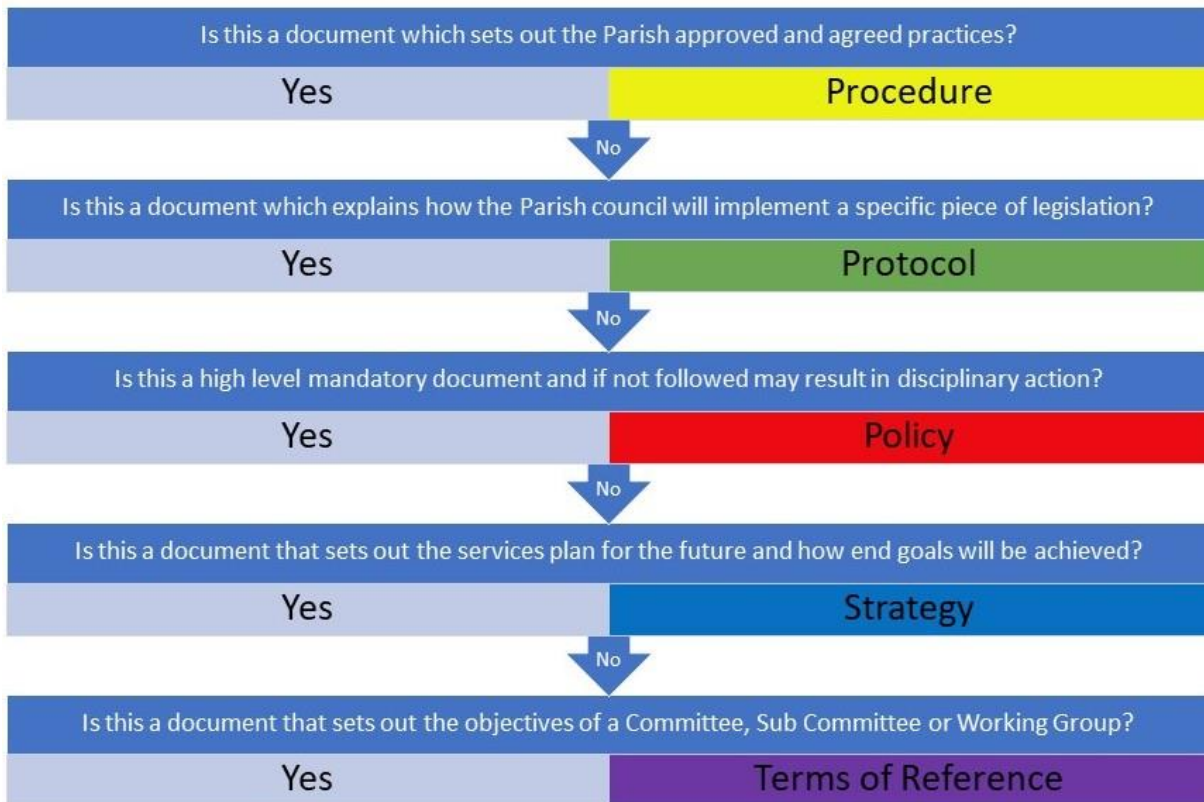 Is this a document which sets out the Parish approved and agreed practices?
Yes
Procedure
No
Is this a document which explains how the Parish council will implement a specific piece of legislation?
Yes
Protocol
No
Is this a high level mandatory document and if not followed may result in disciplinary action?
Yes
Policy
No
Is this a document that sets out the services plan for the future and how end goals will be achieved?
Yes
Strategy
No
Is this a document that sets out the objectives of a Committee, Sub Committee or Working Group?
Yes
Terms of Reference